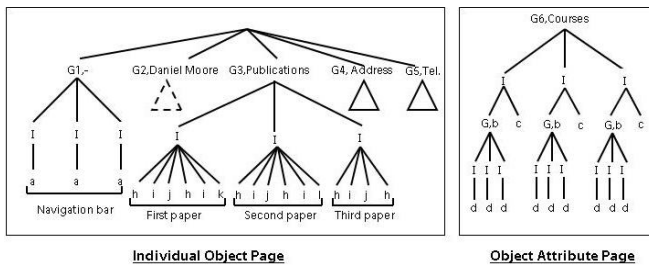 G6,Courses
G1,- G2,Daniel Moore G3,Publications G4, Address G5,Tel.
I I I
G,b c G,b c G,b c
I I I I I I
I I I I I I I I I
a a a h i j h i k h i j h i l h i j h
d d d d d d d d d
Navigation bar First paper Second paper Third paper
Individual Object Page Object Attribute Page